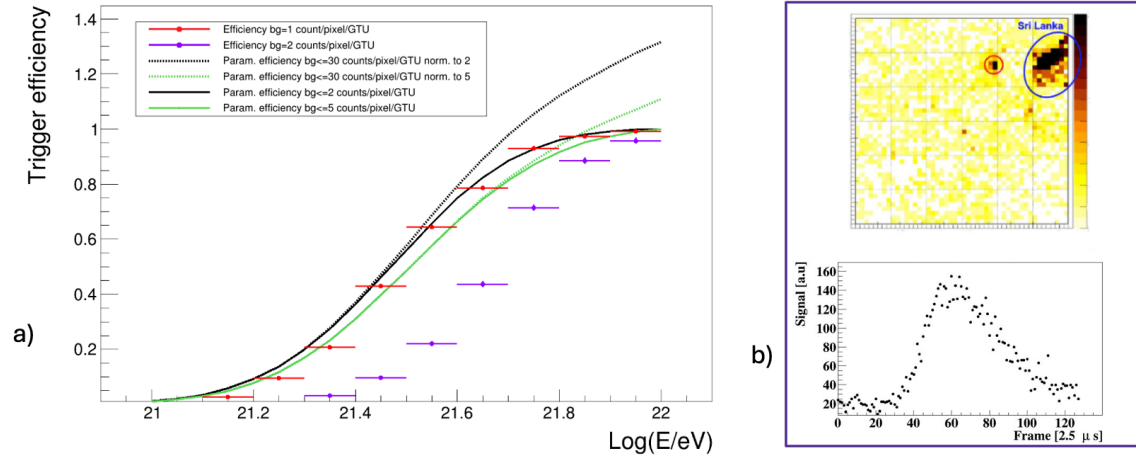 a)
Trigger efficiency
1.4
1.2
1
0.8
0.6
0.4
0.2
Efficiency bg=1 count/pixel/GTU
Efficiency bg=2 counts/pixel/GTU
Param. efficiency bg<=30 counts/pixel/GTU norm. to 2
Param. efficiency bg<=30 counts/pixel/GTU norm. to 5
Param. efficiency bg<=2 counts/pixel/GTU
Param. efficiency bg<=5 counts/pixel/GTU
21 21.2 21.4 21.6 21.8 22
Log(E/eV)
b)
Sri Lanka
Signal [a.u]
160
140
120
100
80
60
40
20
0 20 40 60 80 100 120
Frame [2.5 μ s]